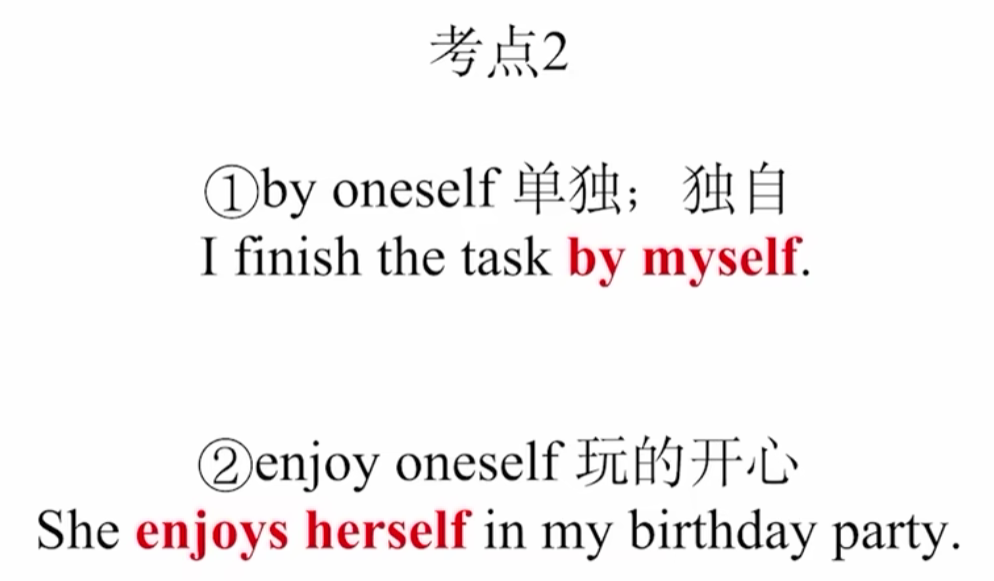 考点2
①by oneself 单独；独自
I finish the task by myself.
②enjoy oneself 玩的开心
She enjoys herself in my birthday party.